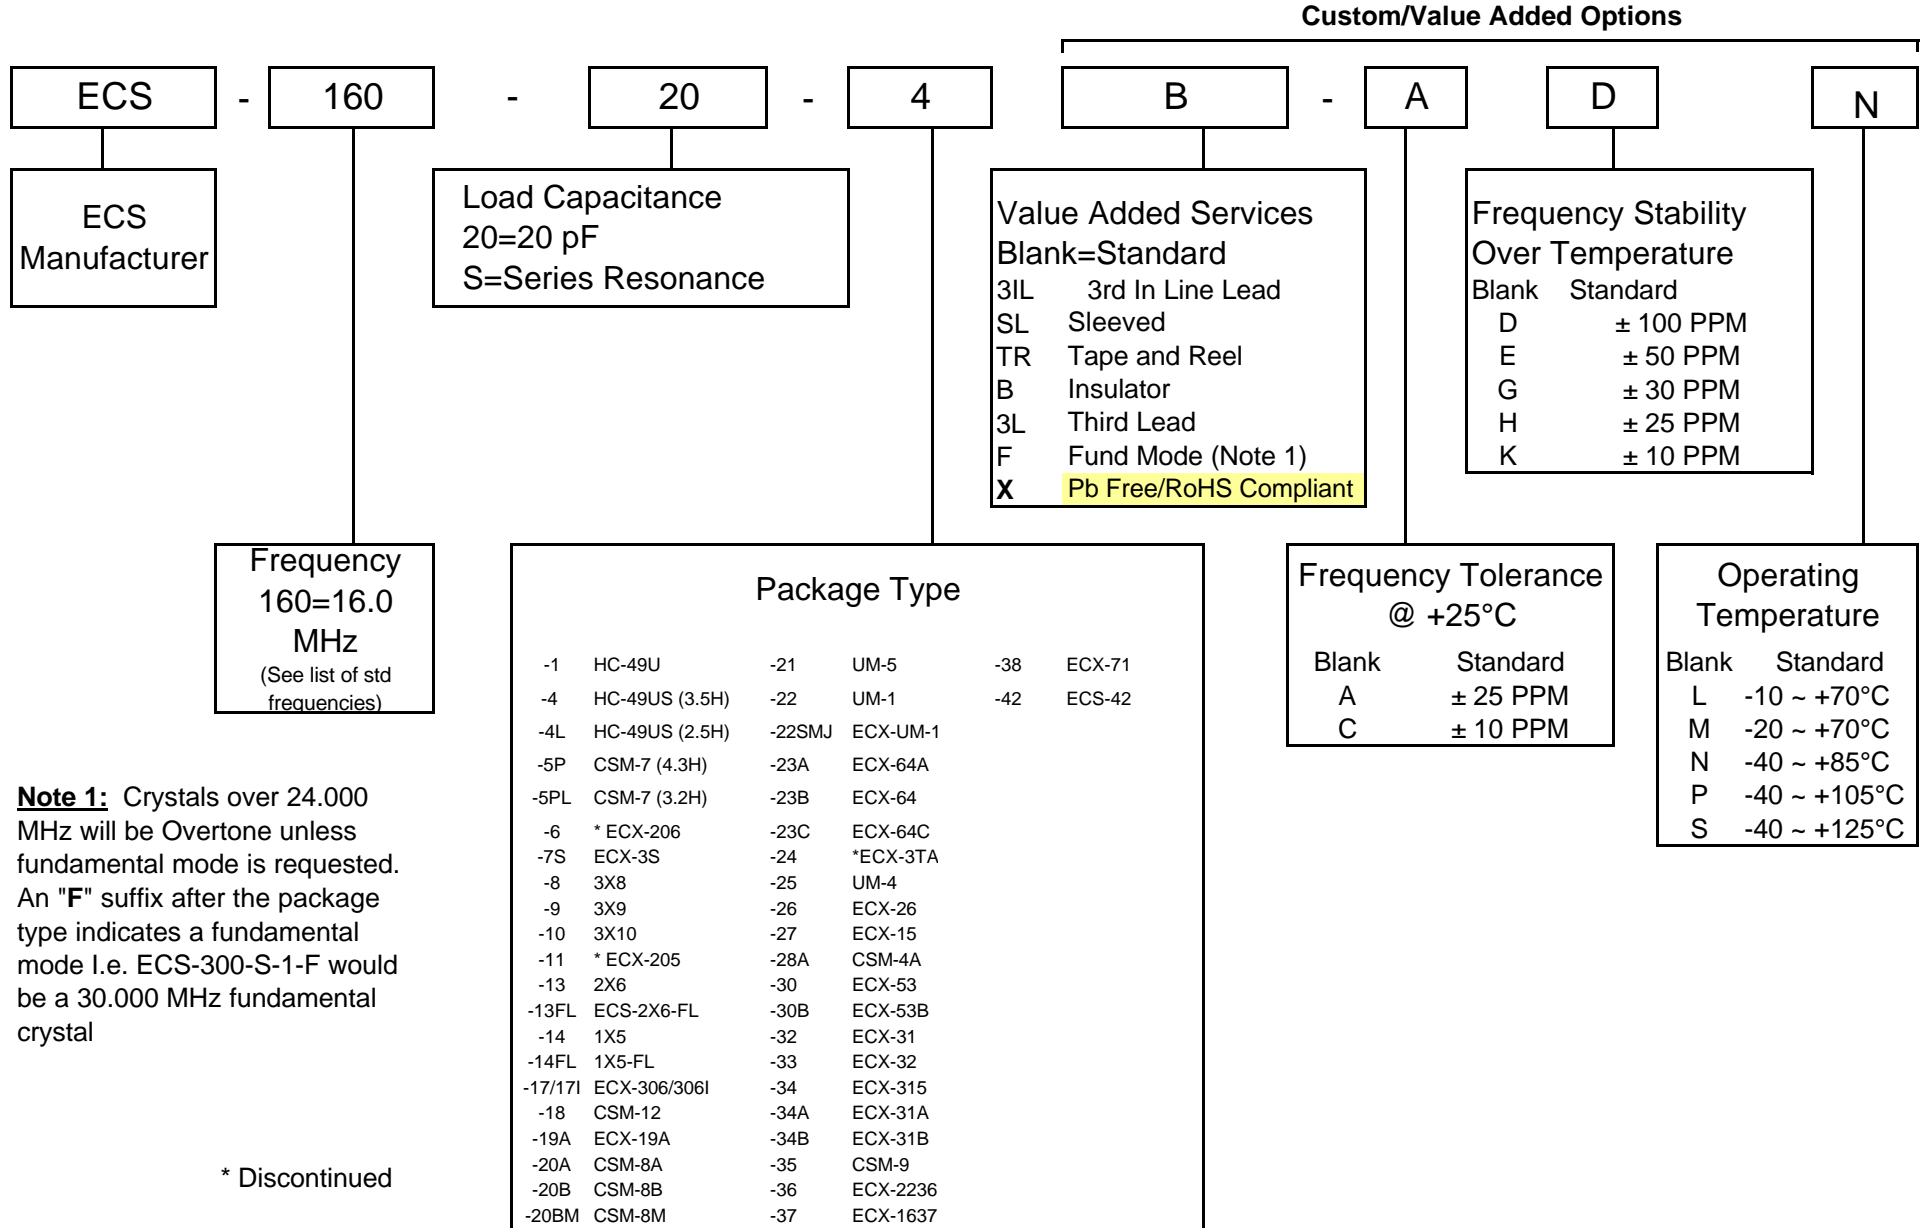 Custom/Value Added Options
ECS - 160 - 20 - 4 B - A D N
ECS
Manufacturer
Load Capacitance
20=20 pF
S=Series Resonance
Value Added Services
Blank=Standard
3IL 3rd In Line Lead
SL Sleeved
TR Tape and Reel
B Insulator
3L Third Lead
F Fund Mode (Note 1)
X Pb Free/RoHS Compliant
Frequency Stability
Over Temperature
Blank Standard
D ± 100 PPM
E ± 50 PPM
G ± 30 PPM
H ± 25 PPM
K ± 10 PPM
Frequency
160=16.0
MHz
(See list of std
frequencies)
Package Type
-1 HC-49U -21 UM-5 -38 ECX-71
-4 HC-49US (3.5H) -22 UM-1 -42 ECS-42
-4L HC-49US (2.5H) -22SMJ ECX-UM-1
-5P CSM-7 (4.3H) -23A ECX-64A
-5PL CSM-7 (3.2H) -23B ECX-64
-6 * ECX-206 -23C ECX-64C
-7S ECX-3S -24 *ECX-3TA
-8 3X8 -25 UM-4
-9 3X9 -26 ECX-26
-10 3X10 -27 ECX-15
-11 * ECX-205 -28A CSM-4A
-13 2X6 -30 ECX-53
-13FL ECS-2X6-FL -30B ECX-53B
-14 1X5 -32 ECX-31
-14FL 1X5-FL -33 ECX-32
-17/17I ECX-306/306I -34 ECX-315
-18 CSM-12 -34A ECX-31A
-19A ECX-19A -34B ECX-31B
-20A CSM-8A -35 CSM-9
-20B CSM-8B -36 ECX-2236
-20BM CSM-8M -37 ECX-1637
Frequency Tolerance
@ +25°C
Blank Standard
A ± 25 PPM
C ± 10 PPM
Operating
Temperature
Blank Standard
L -10 ~ +70°C
M -20 ~ +70°C
N -40 ~ +85°C
P -40 ~ +105°C
S -40 ~ +125°C
Note 1: Crystals over 24.000
MHz will be Overtone unless
fundamental mode is requested.
An "F" suffix after the package
type indicates a fundamental
mode I.e. ECS-300-S-1-F would
be a 30.000 MHz fundamental
crystal
* Discontinued